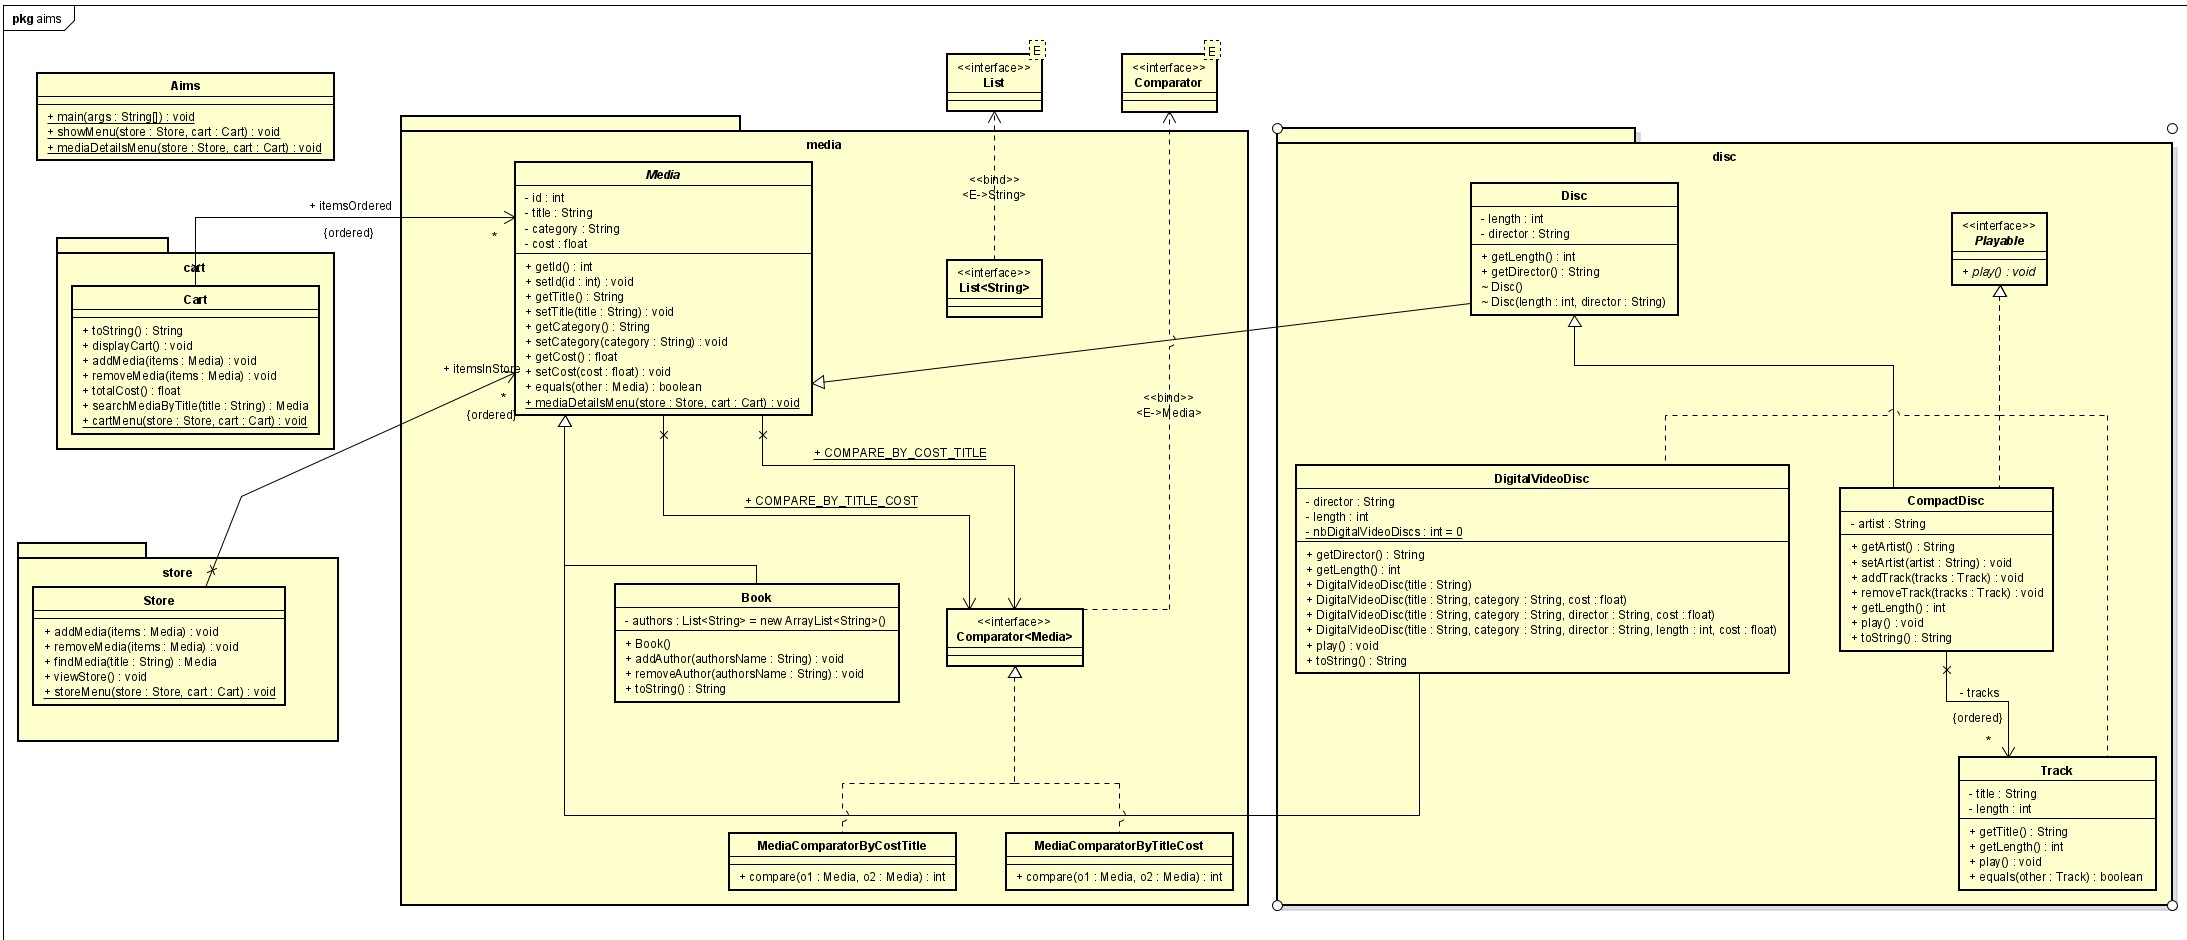 pkg aims
Aims
+ main(args : String[]) : void
+ showMenu(store : Store, cart : Cart) : void
+ mediaDetailsMenu(store : Store, cart : Cart) : void
+ itemsOrdered
{ordered}
*
cart
Cart
+ toString() : String
+ displayCart() : void
+ addMedia(items : Media) : void
+ removeMedia(items : Media) : void
+ totalCost() : float
+ searchMediaByTitle(title : String) : Media
+ cartMenu(store : Store, cart : Cart) : void
+ itemsInStore
*
{ordered}
store
Store
+ addMedia(items : Media) : void
+ removeMedia(items : Media) : void
+ findMedia(title : String) : Media
+ viewStore() : void
+ storeMenu(store : Store, cart : Cart) : void
media
Media
- id : int
- title : String
- category : String
- cost : float
+ getId() : int
+ setId(id : int) : void
+ getTitle() : String
+ setTitle(title : String) : void
+ getCategory() : String
+ setCategory(category : String) : void
+ getCost() : float
+ setCost(cost : float) : void
+ equals(other : Media) : boolean
+ mediaDetailsMenu(store : Store, cart : Cart) : void
E
<<interface>>
List
<<bind>>
<E->String>
<<interface>>
List<String>
E
<<interface>>
Comparator
<<bind>>
<E->Media>
+ COMPARE_BY_COST_TITLE
+ COMPARE_BY_TITLE_COST
Book
- authors : List<String> = new ArrayList<String>()
+ Book()
+ addAuthor(authorsName : String) : void
+ removeAuthor(authorsName : String) : void
+ toString() : String
<<interface>>
Comparator<Media>
MediaComparatorByCostTitle
+ compare(o1 : Media, o2 : Media) : int
MediaComparatorByTitleCost
+ compare(o1 : Media, o2 : Media) : int
disc
Disc
- length : int
- director : String
+ getLength() : int
+ getDirector() : String
~ Disc()
~ Disc(length : int, director : String)
<<interface>>
Playable
+ play() : void
DigitalVideoDisc
- director : String
- length : int
- nbDigitalVideoDiscs : int = 0
+ getDirector() : String
+ getLength() : int
+ DigitalVideoDisc(title : String)
+ DigitalVideoDisc(title : String, category : String, cost : float)
+ DigitalVideoDisc(title : String, category : String, director : String, cost : float)
+ DigitalVideoDisc(title : String, category : String, director : String, length : int, cost : float)
+ play() : void
+ toString() : String
CompactDisc
- artist : String
+ getArtist() : String
+ setArtist(artist : String) : void
+ addTrack(tracks : Track) : void
+ removeTrack(tracks : Track) : void
+ getLength() : int
+ play() : void
+ toString() : String
- tracks
{ordered}
*
Track
- title : String
- length : int
+ getTitle() : String
+ getLength() : int
+ play() : void
+ equals(other : Track) : boolean